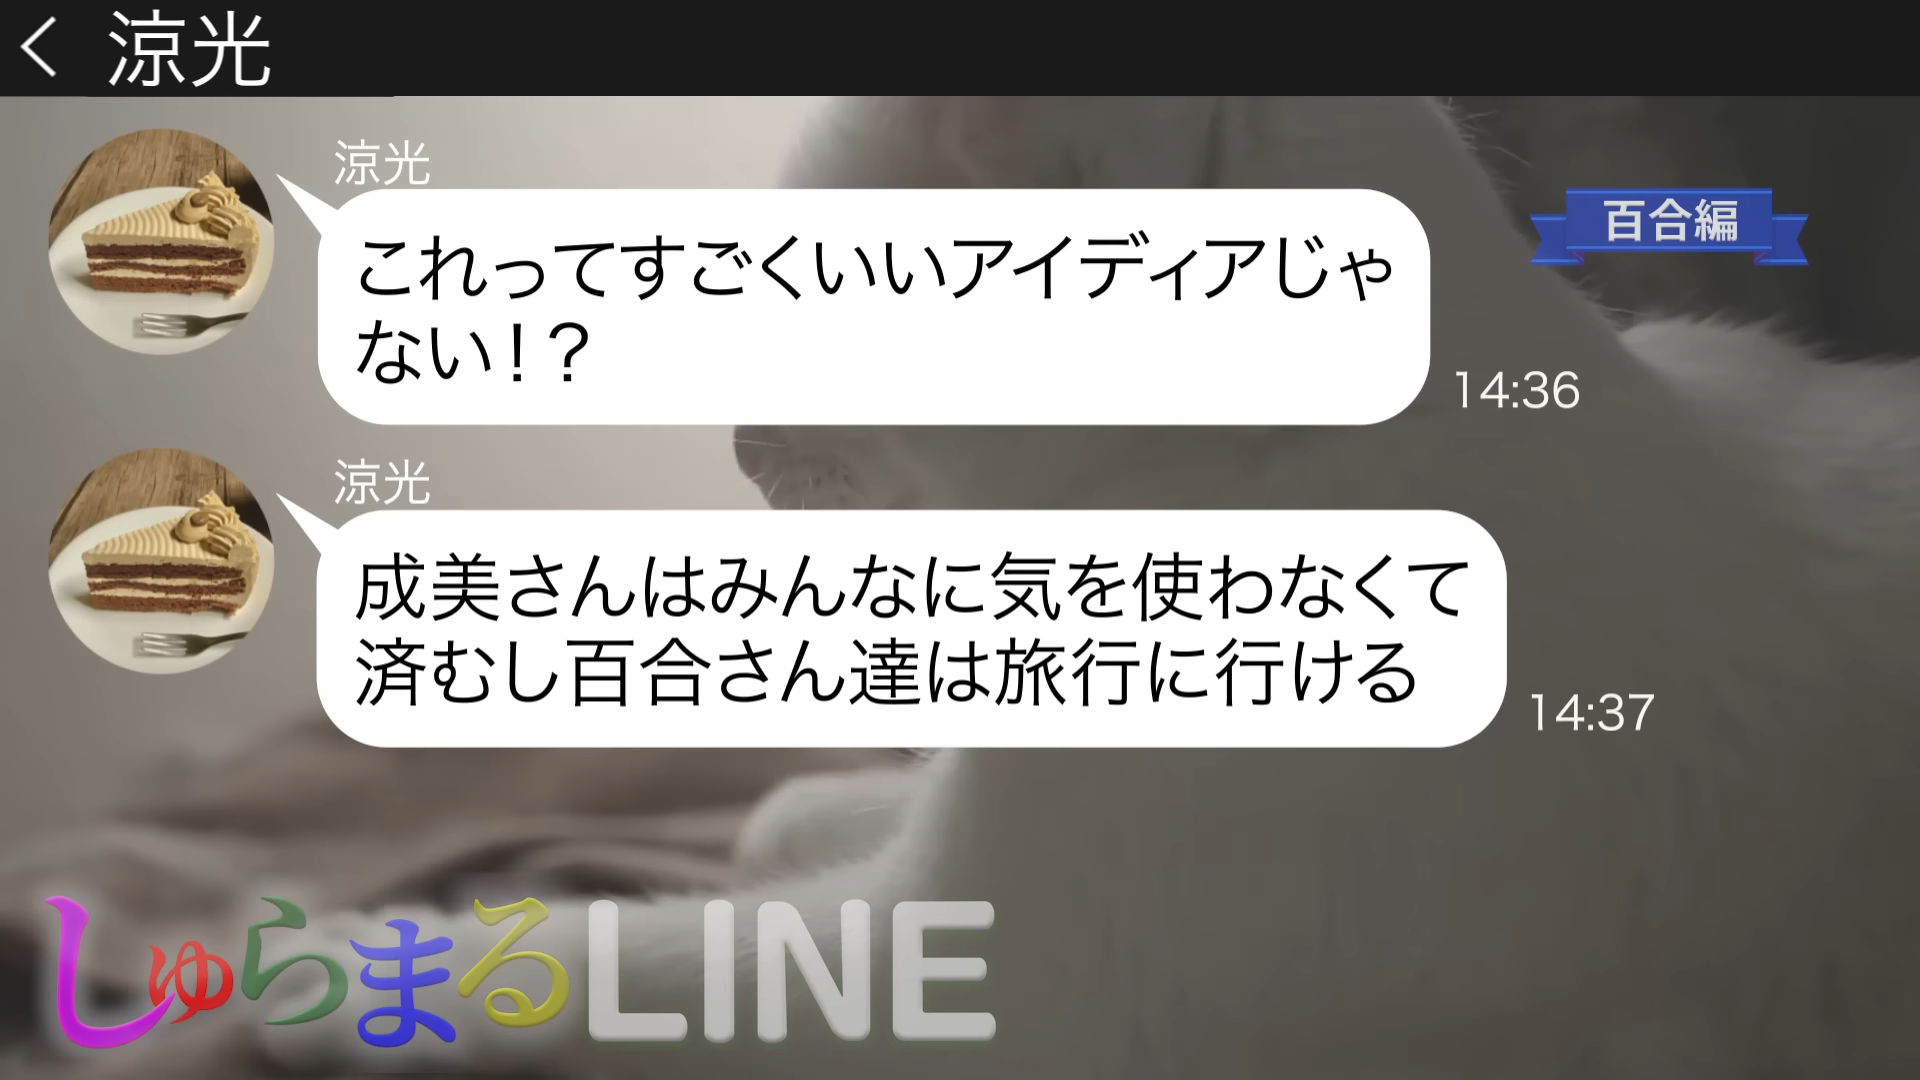 涼光
涼光
これってすごくいいアイディアじゃ
ない！？
14:36
百合編
涼光
成美さんはみんなに気を使わなくて
済むし百合さん達は旅行に行ける
14:37
しゅらまるLINE